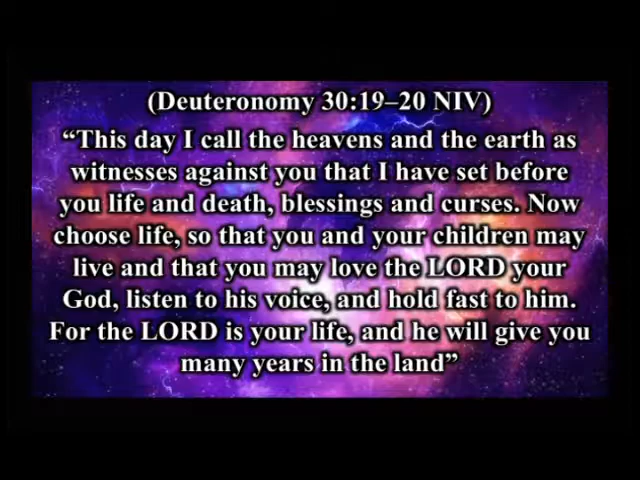 (Deuteronomy 30:19–20 NIV)
“This day I call the heavens and the earth as
witnesses against you that I have set before
you life and death, blessings and curses. Now
choose life, so that you and your children may
live and that you may love the LORD your
God, listen to his voice, and hold fast to him.
For the LORD is your life, and he will give you
many years in the land”